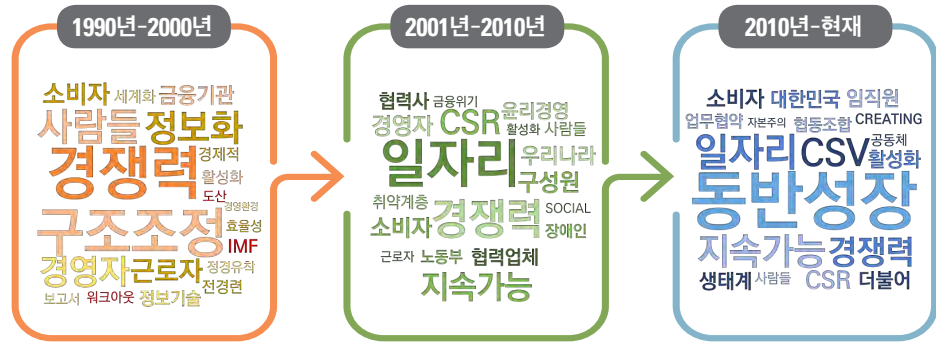 1990년-2000년
소비자 세계화 금융기관
사람들 정보화
경쟁력 경제적
활성화
도산
경영환경
구조조정 효율성
IMF
경영자 근로자 정경유착
전경련
보고서 워크아웃 정보기술
2001년-2010년
협력사 금융위기
경영자 CSR 윤리경영
활성화 사람들
일자리 우리나라
구성원
취약계층
소비자 경쟁력 SOCIAL
장애인
근로자 노동부 협력업체
지속가능
2010년-현재
소비자 대한민국 임직원
업무협약 자본주의 협동조합 CREATING
일자리 CSV 공동체
활성화
동반성장
지속가능 경쟁력
생태계 사람들 CSR 더불어